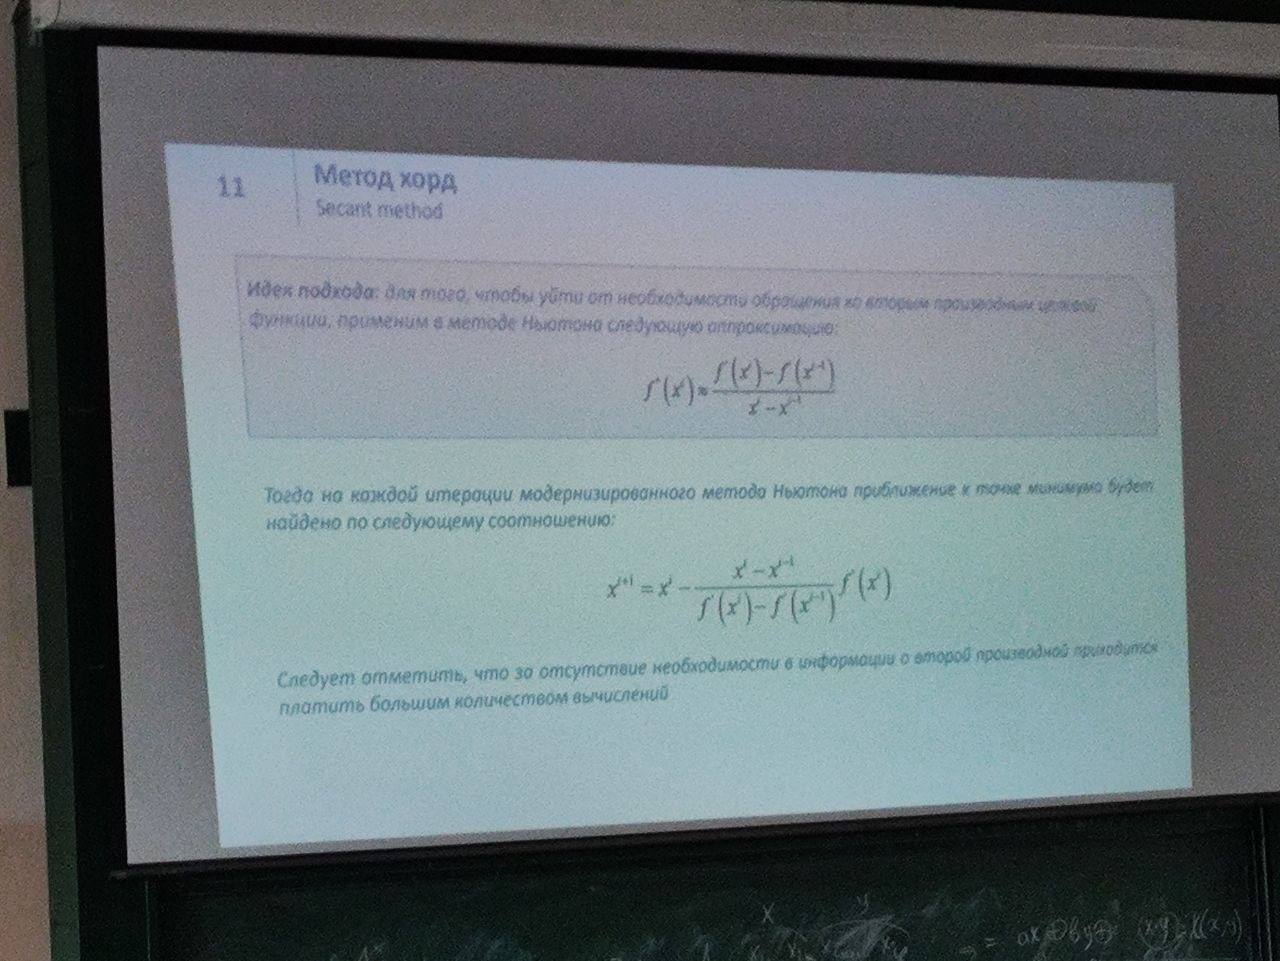 11
Метод хорд
Secant method
Идея подхода: для того, чтобы уйти от необходимости обращения ко вторым производным целевой
функции, применим в методе Ньютона следующую аппроксимацию:
f''(xⁱ) ≈ (f'(xⁱ) − f'(xⁱ⁻¹)) / (xⁱ − xⁱ⁻¹)
Тогда на каждой итерации модернизированного метода Ньютона приближение к точке минимума будет
найдено по следующему соотношению:
xⁱ⁺¹ = xⁱ − (xⁱ − xⁱ⁻¹) / (f'(xⁱ) − f'(xⁱ⁻¹)) f'(xⁱ)
Следует отметить, что за отсутствие необходимости в информации о второй производной приходится
платить большим количеством вычислений